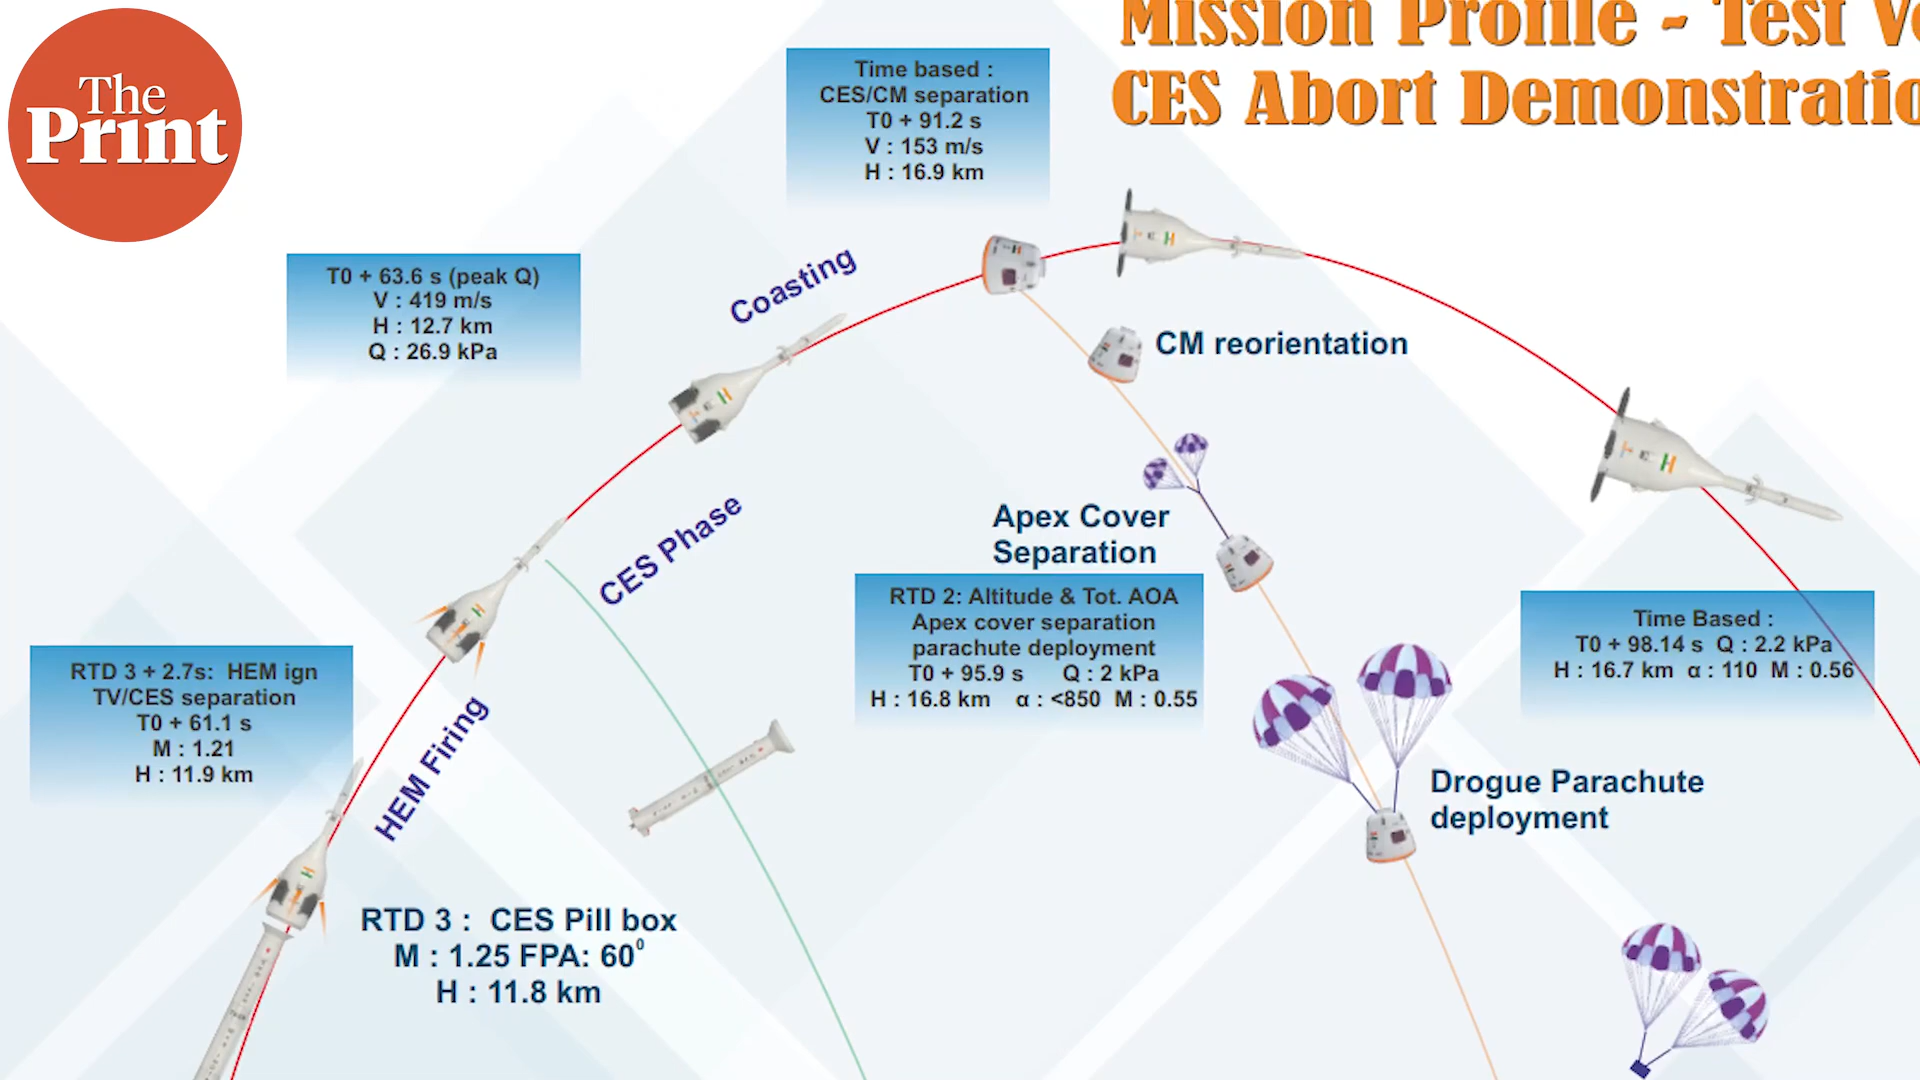 The
Print
Mission Profile - Test
CES Abort Demonstratio
Time based :
CES/CM separation
T0 + 91.2 s
V : 153 m/s
H : 16.9 km
T0 + 63.6 s (peak Q)
V : 419 m/s
H : 12.7 km
Q : 26.9 kPa
Coasting
CM reorientation
CES Phase
Apex Cover
Separation
RTD 2: Altitude & Tot. AOA
Apex cover separation
parachute deployment
T0 + 95.9 s Q : 2 kPa
H : 16.8 km α : <850 M : 0.55
Time Based :
T0 + 98.14 s Q : 2.2 kPa
H : 16.7 km α : 110 M : 0.56
RTD 3 + 2.7s: HEM ign
TV/CES separation
T0 + 61.1 s
M : 1.21
H : 11.9 km
HEM Firing
Drogue Parachute
deployment
RTD 3 : CES Pill box
M : 1.25 FPA: 60⁰
H : 11.8 km